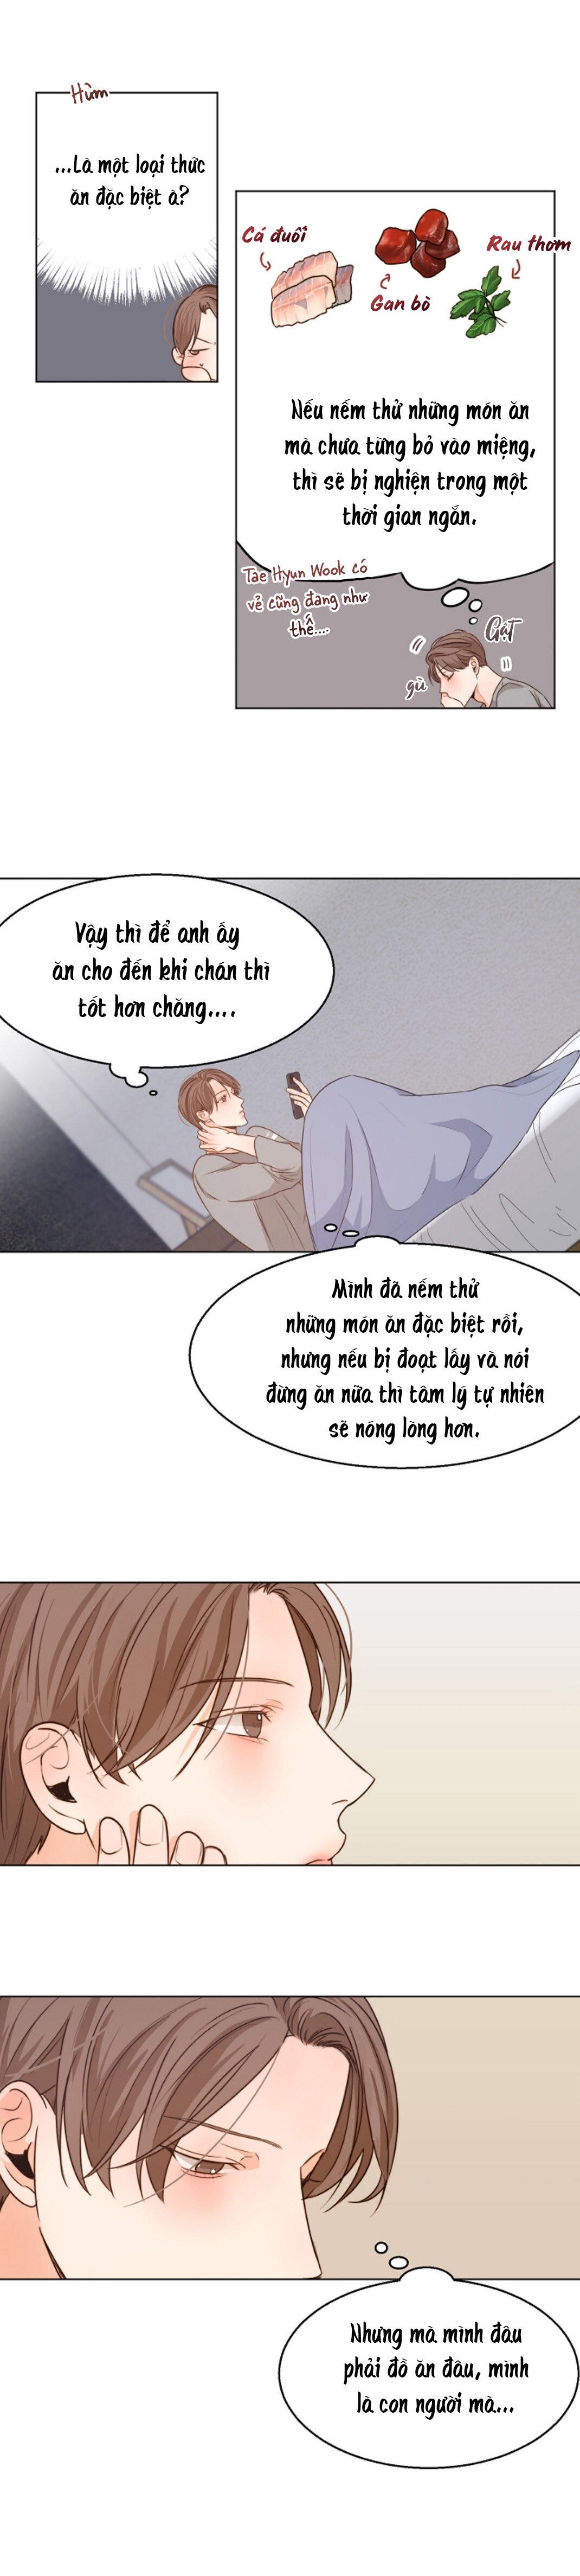 Hừm
...Là một loại thức
ăn đặc biệt à?
Cá đuối
Rau thơm
Gan bò
Nếu nếm thử những món ăn
mà chưa từng bỏ vào miệng,
thì sẽ bị nghiện trong một
thời gian ngắn.
Tae Hyun Wook có
vẻ cũng đang như
thế....
Gật
gù
Vậy thì để anh ấy
ăn cho đến khi chán thì
tốt hơn chăng....
Mình đã nếm thử
những món ăn đặc biệt rồi,
nhưng nếu bị đoạt lấy và nói
đừng ăn nữa thì tâm lý tự nhiên
sẽ nóng lòng hơn.
Nhưng mà mình đâu
phải đồ ăn đâu, mình
là con người mà...